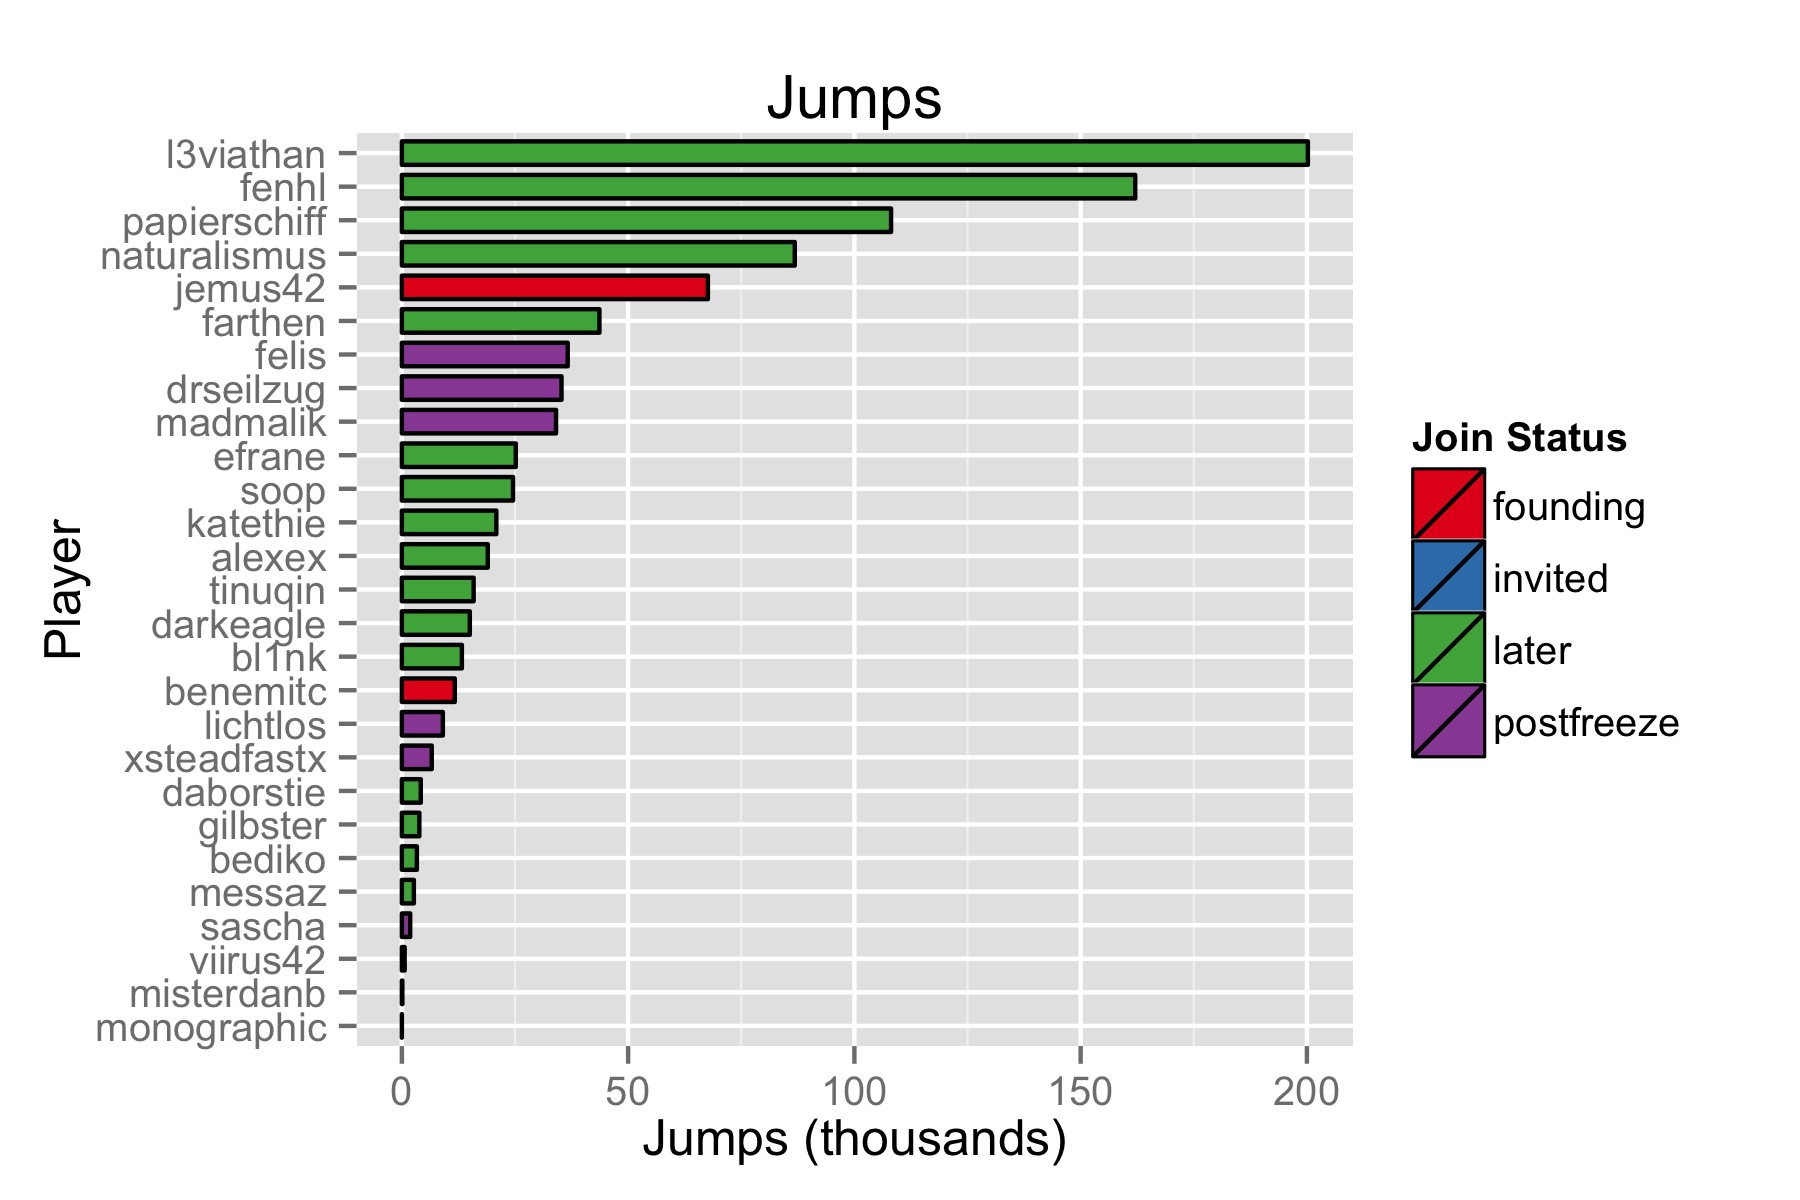 Jumps
l3viathan
fenhl
papierschiff
naturalismus
jemus42
farthen
felis
drseilzug
madmalik
efrane
soop
katethie
alexex
tinuqin
darkeagle
bl1nk
benemitc
lichtlos
xsteadfastx
daborstie
gilbster
bediko
messaz
sascha
viirus42
misterdanb
monographic
Player
0 50 100 150 200
Jumps (thousands)
Join Status
founding
invited
later
postfreeze